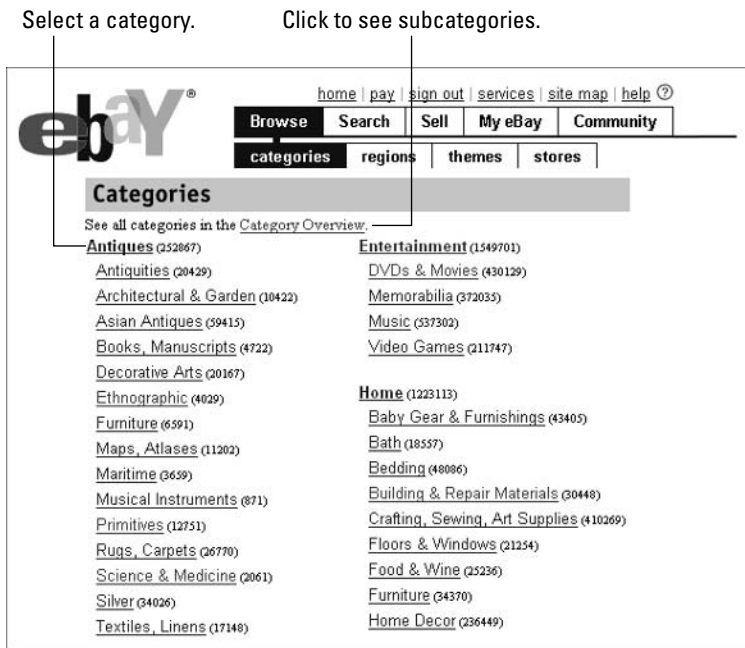 Select a category.
Click to see subcategories.
ebaY®
home | pay | sign out | services | site map | help ?
Browse Search Sell My eBay Community
categories regions themes stores
Categories
See all categories in the Category Overview.
Antiques (252867)
Antiquities (20429)
Architectural & Garden (10422)
Asian Antiques (59415)
Books, Manuscripts (4722)
Decorative Arts (20167)
Ethnographic (4029)
Furniture (6591)
Maps, Atlases (11202)
Maritime (3659)
Musical Instruments (871)
Primitives (12751)
Rugs, Carpets (26770)
Science & Medicine (2061)
Silver (34026)
Textiles, Linens (17148)
Entertainment (1549701)
DVDs & Movies (430129)
Memorabilia (372035)
Music (537302)
Video Games (211747)
Home (1223113)
Baby Gear & Furnishings (43405)
Bath (18557)
Bedding (48086)
Building & Repair Materials (30448)
Crafting, Sewing, Art Supplies (410269)
Floors & Windows (21254)
Food & Wine (25236)
Furniture (34370)
Home Decor (236449)